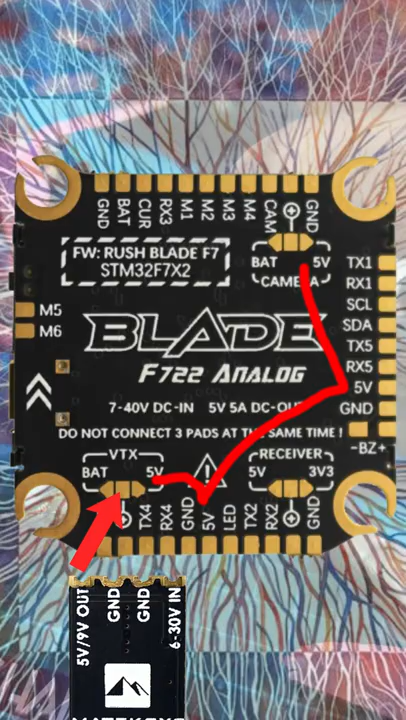 GND BAT CUR RX3 M1 M2 M3 M4 CAM GND
FW: RUSH BLADE F7
STM32F7X2
BAT 5V
CAMERA
TX1
RX1
SCL
SDA
TX5
RX5
5V
GND
-BZ+
M5
M6
BLADE
F722 ANALOG
7-40V DC-IN 5V 5A DC-OUT
DO NOT CONNECT 3 PADS AT THE SAME TIME !
VTX
BAT 5V
RECEIVER
5V 3V3
TX4 RX4 GND 5V LED TX2 RX2 GND
5V/9V OUT GND GND 6-30V IN